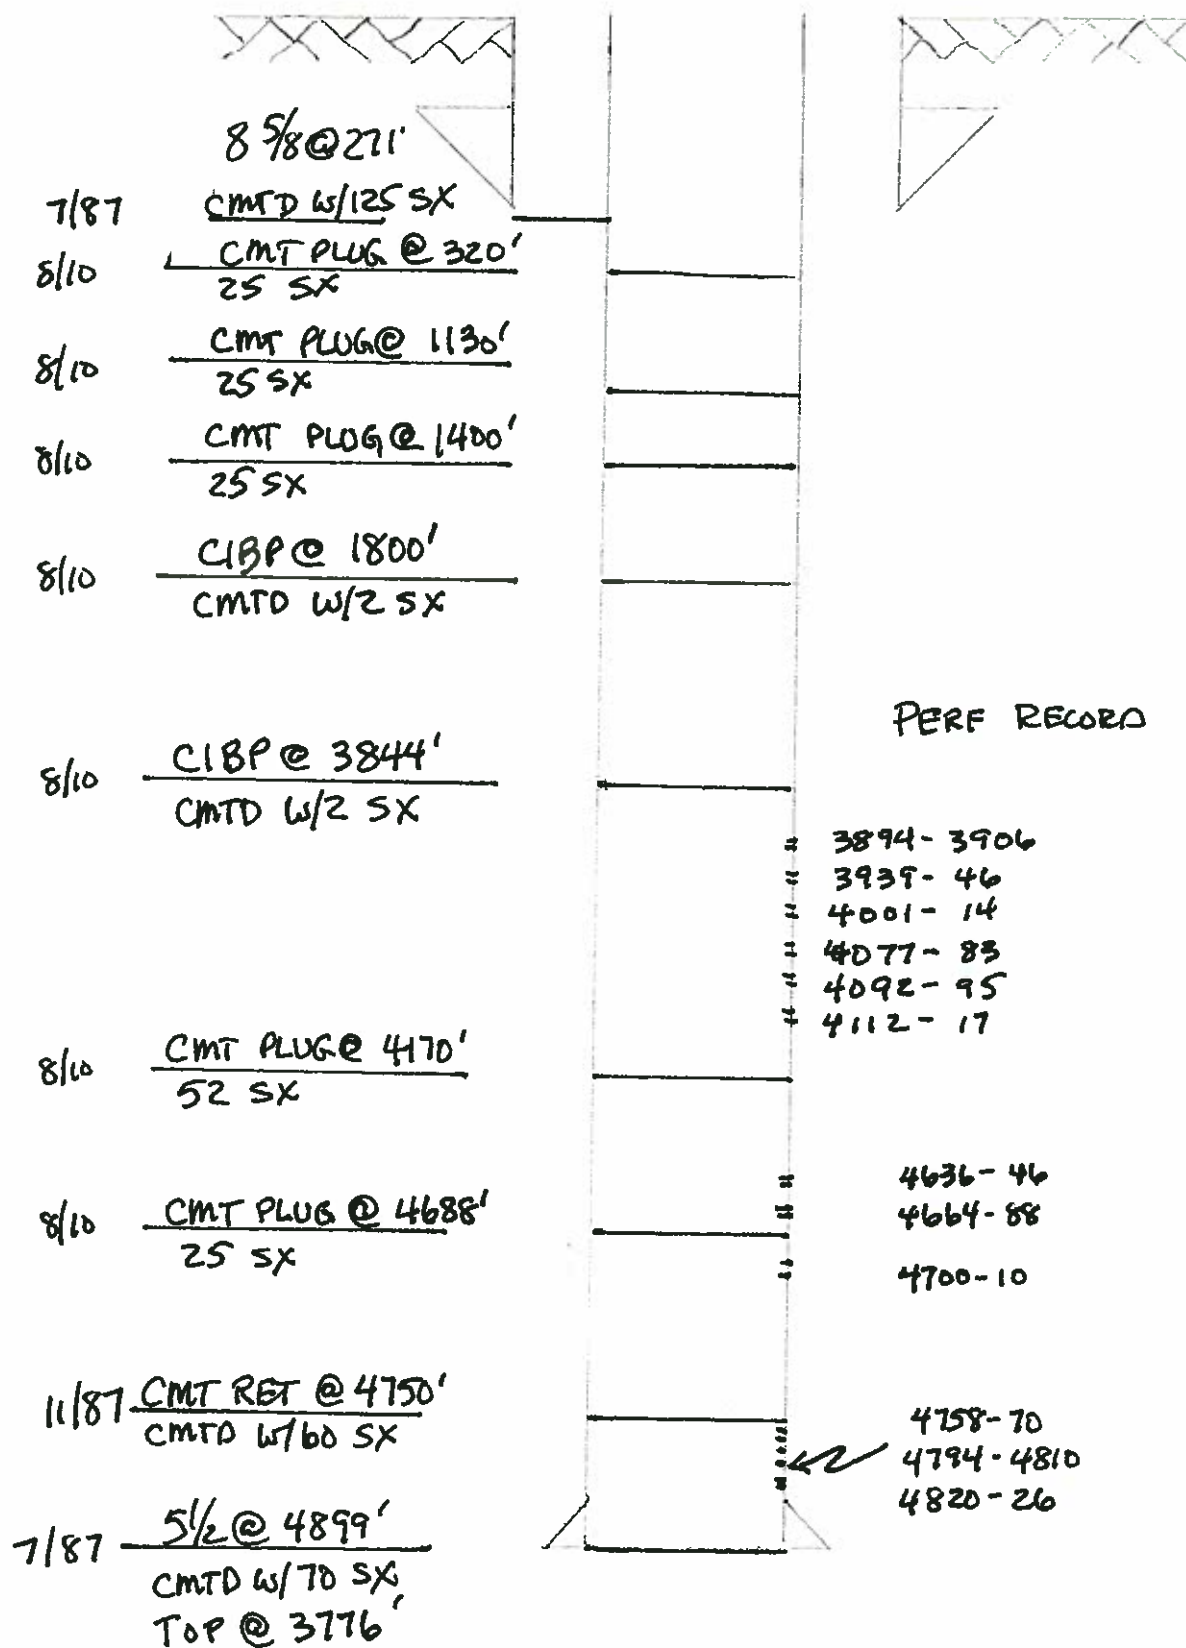 8 5/8 @ 271'
7/87 CMTD W/125 SX
8/10 CMT PLUG @ 320'
25 SX
8/10 CMT PLUG @ 1130'
25 SX
8/10 CMT PLUG @ 1400'
25 SX
8/10 CIBP @ 1800'
CMTD W/2 SX
PERF RECORD
8/10 CIBP @ 3844'
CMTD W/2 SX
3894-3906
3939-46
4001-14
4077-83
4092-95
4112-17
8/10 CMT PLUG @ 4170'
52 SX
4636-46
8/10 CMT PLUG @ 4688'
4664-88
25 SX
4700-10
11/87 CMT RET @ 4750'
CMTD W/60 SX
4758-70
4794-4810
4820-26
7/87 5 1/2 @ 4899'
CMTD W/70 SX
TOP @ 3776'